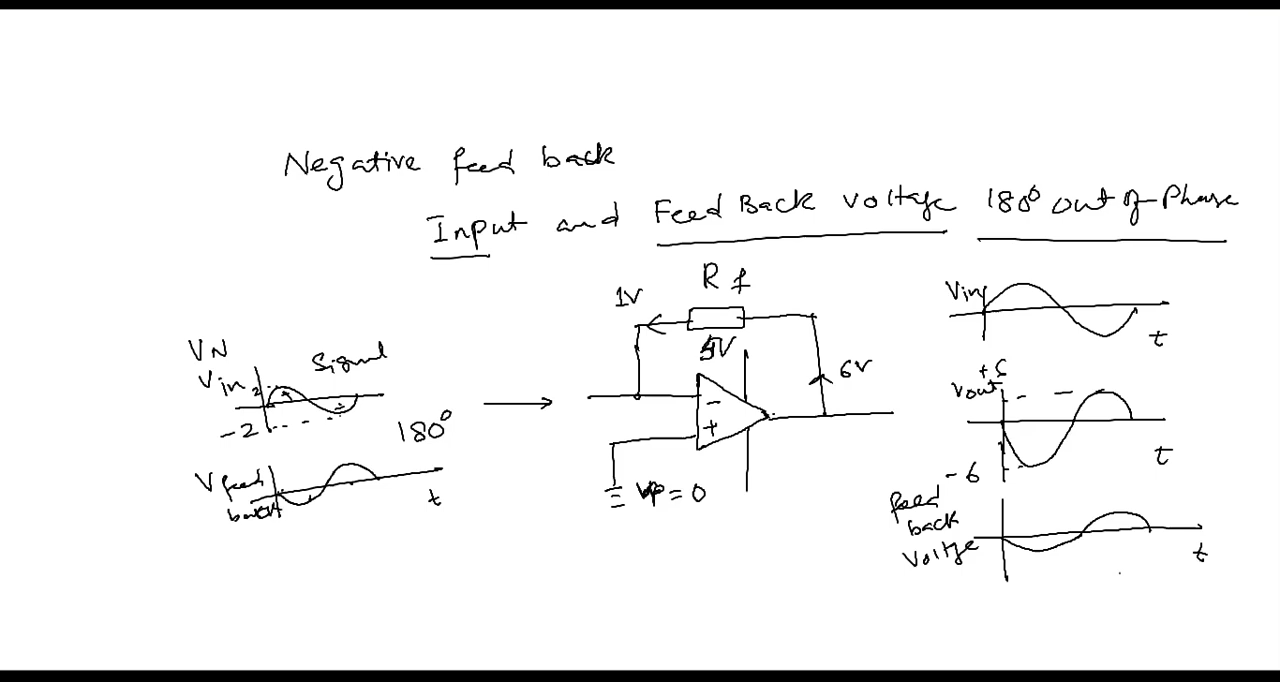 Negative feed back
Input and Feed Back voltage 180° out of Phase
Rf
1V
Vin
t
5V
6V
VN
Vin 2
Signal
-2
180°
-
+
Vp = 0
V feed
back
t
+6
Vout
-6
t
feed
back
voltge
t